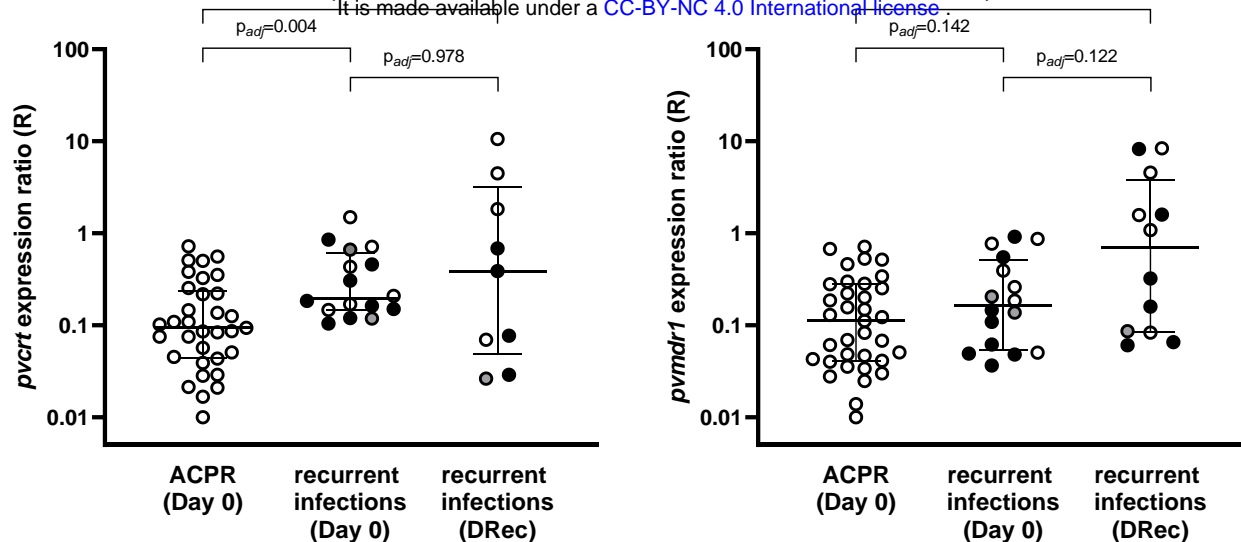 It is made available under a CC-BY-NC 4.0 International license .
padj=0.004
padj=0.978
pvcrt expression ratio (R)
100
10
1
0.1
0.01
ACPR
(Day 0)
recurrent
infections
(Day 0)
recurrent
infections
(DRec)
padj=0.142
padj=0.122
pvmdr1 expression ratio (R)
100
10
1
0.1
0.01
ACPR
(Day 0)
recurrent
infections
(Day 0)
recurrent
infections
(DRec)